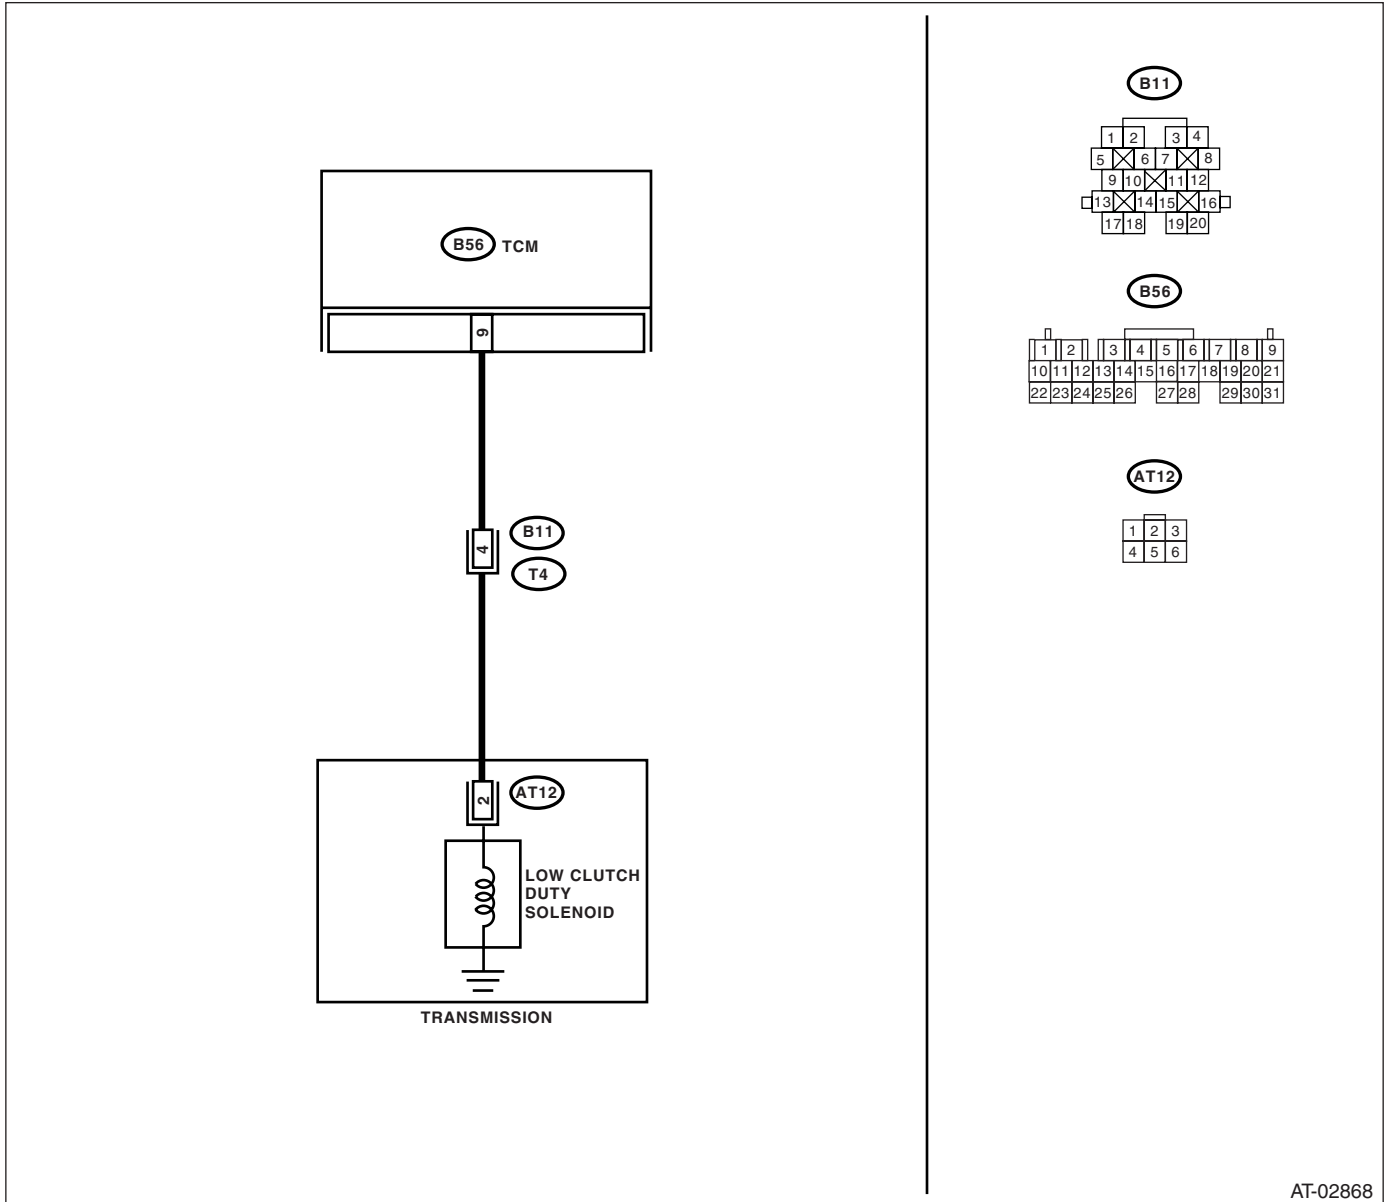 B56 TCM
9
4
B11
T4
2
AT12
LOW CLUTCH
DUTY
SOLENOID
TRANSMISSION
B11
1 2 3 4
5 6 7 8
9 10 11 12
13 14 15 16
17 18 19 20
B56
1 2 3 4 5 6 7 8 9
10 11 12 13 14 15 16 17 18 19 20 21
22 23 24 25 26 27 28 29 30 31
AT12
1 2 3
4 5 6
AT-02868